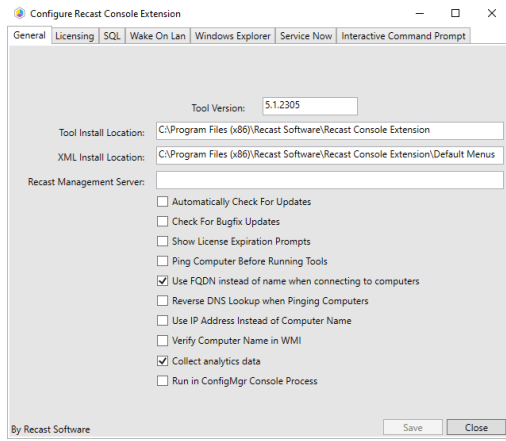 Configure Recast Console Extension
General Licensing SQL Wake On Lan Windows Explorer Service Now Interactive Command Prompt
Tool Version: 5.1.2305
Tool Install Location: C:\Program Files (x86)\Recast Software\Recast Console Extension
XML Install Location: C:\Program Files (x86)\Recast Software\Recast Console Extension\Default Menus
Recast Management Server:
Automatically Check For Updates
Check For Bugfix Updates
Show License Expiration Prompts
Ping Computer Before Running Tools
Use FQDN instead of name when connecting to computers
Reverse DNS Lookup when Pinging Computers
Use IP Address Instead of Computer Name
Verify Computer Name in WMI
Collect analytics data
Run in ConfigMgr Console Process
By Recast Software Save Close